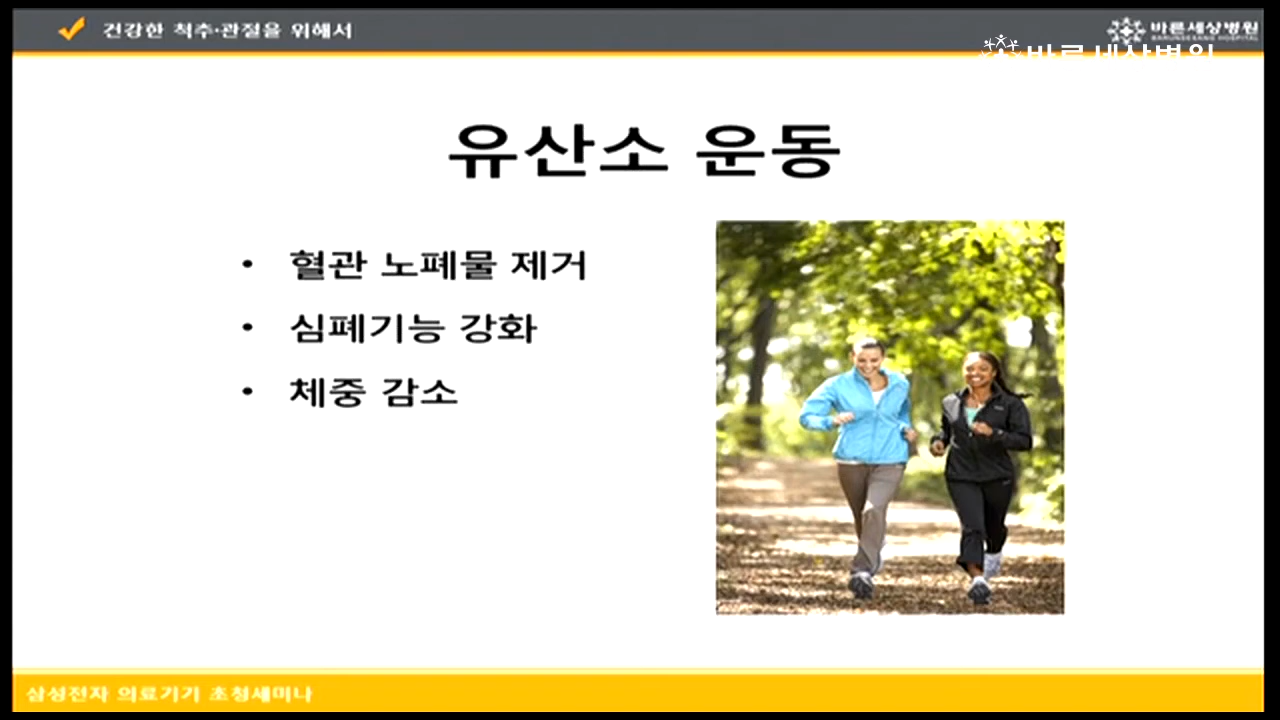 건강한 척추·관절을 위해서
바른세상병원
BARUNSESANG HOSPITAL
바른세상병원
유산소 운동
• 혈관 노폐물 제거
• 심폐기능 강화
• 체중 감소
삼성전자 의료기기 초청세미나